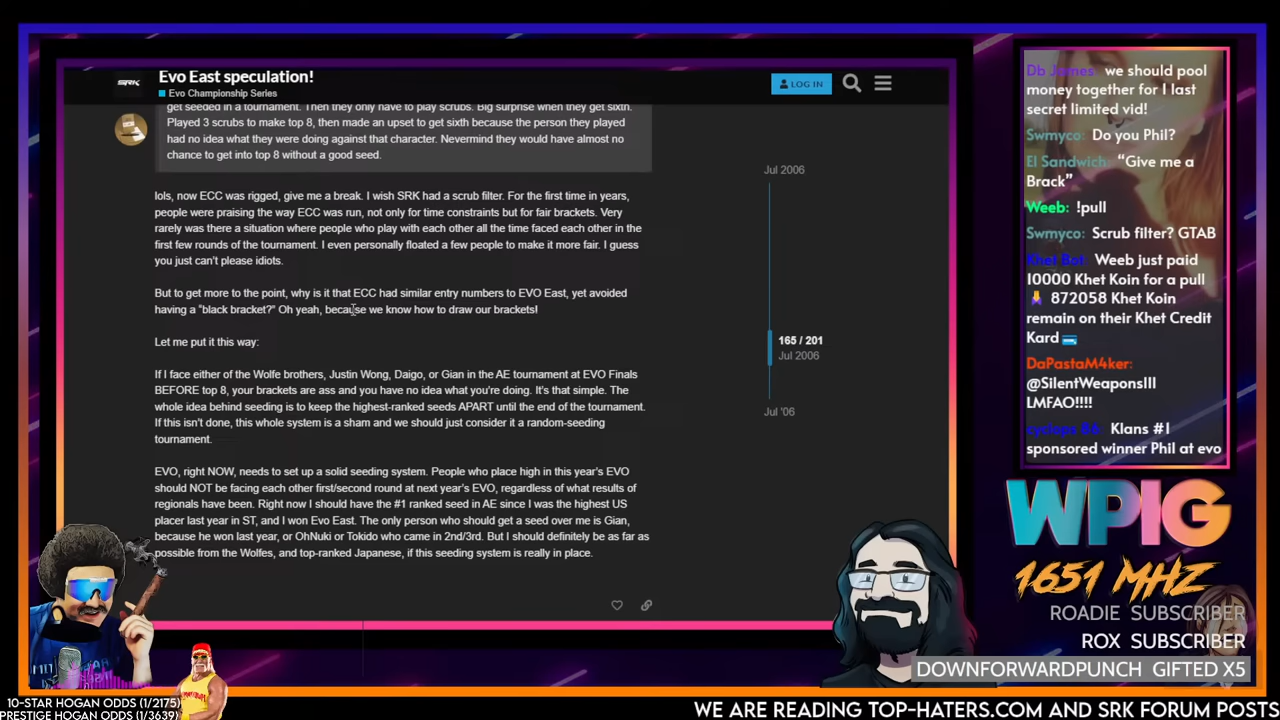 SRK
Evo East speculation!
Evo Championship Series
LOG IN
get seeded in a tournament. Then they only have to play scrubs. Big surprise when they get sixth.
Played 3 scrubs to make top 8, then made an upset to get sixth because the person they played
had no idea what they were doing against that character. Nevermind they would have almost no
chance to get into top 8 without a good seed.
lols, now ECC was rigged, give me a break. I wish SRK had a scrub filter. For the first time in years,
people were praising the way ECC was run, not only for time constraints but for fair brackets. Very
rarely was there a situation where people who play with each other all the time faced each other in the
first few rounds of the tournament. I even personally floated a few people to make it more fair. I guess
you just can't please idiots.
But to get more to the point, why is it that ECC had similar entry numbers to EVO East, yet avoided
having a "black bracket?" Oh yeah, because we know how to draw our brackets!
Let me put it this way:
If I face either of the Wolfe brothers, Justin Wong, Daigo, or Gian in the AE tournament at EVO Finals
BEFORE top 8, your brackets are ass and you have no idea what you're doing. It's that simple. The
whole idea behind seeding is to keep the highest-ranked seeds APART until the end of the tournament.
If this isn't done, this whole system is a sham and we should just consider it a random-seeding
tournament.
EVO, right NOW, needs to set up a solid seeding system. People who place high in this year's EVO
should NOT be facing each other first/second round at next year's EVO, regardless of what results of
regionals have been. Right now I should have the #1 ranked seed in AE since I was the highest US
placer last year in ST, and I won Evo East. The only person who should get a seed over me is Gian,
because he won last year, or OhNuki or Tokido who came in 2nd/3rd. But I should definitely be as far as
possible from the Wolfes, and top-ranked Japanese, if this seeding system is really in place.
Jul 2006
165 / 201
Jul 2006
Jul '06
Db James: we should pool
money together for 1 last
secret limited vid!
Swmyco: Do you Phil?
El Sandwich: "Give me a
Brack"
Weeb: !pull
Swmyco: Scrub filter? GTAB
Khet Bot: Weeb just paid
10000 Khet Koin for a pull
872058 Khet Koin
remain on their Khet Credit
Kard
DaPastaM4ker:
@SilentWeaponsIII
LMFAO!!!!
cyclops 86: Klans #1
sponsored winner Phil at evo
WPIG
1651 MHZ
ROADIE SUBSCRIBER
ROX SUBSCRIBER
DOWNFORWARDPUNCH GIFTED X5
10-STAR HOGAN ODDS (1/2175)
PRESTIGE HOGAN ODDS (1/3639)
WE ARE READING TOP-HATERS.COM AND SRK FORUM POSTS